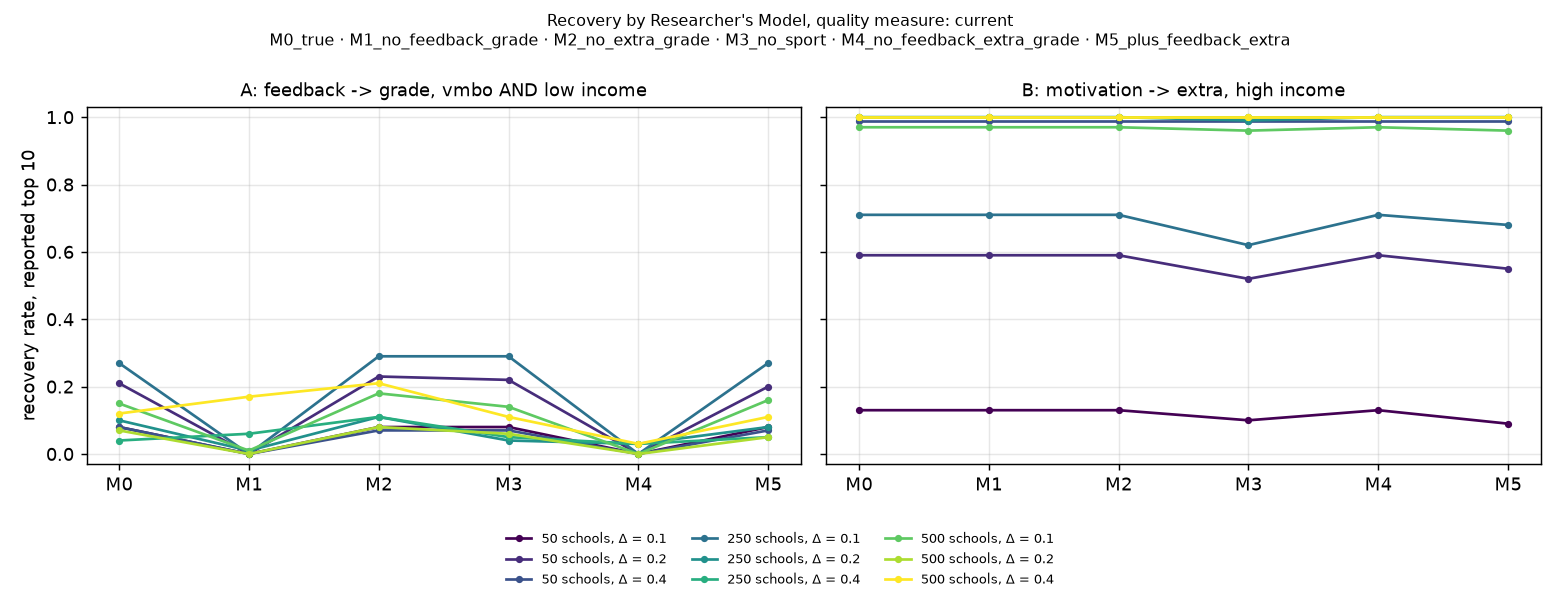 Recovery by Researcher's Model, quality measure: current
M0_true · M1_no_feedback_grade · M2_no_extra_grade · M3_no_sport · M4_no_feedback_extra_grade · M5_plus_feedback_extra
A: feedback -> grade, vmbo AND low income
B: motivation -> extra, high income
recovery rate, reported top 10
1.0
0.8
0.6
0.4
0.2
0.0
M0 M1 M2 M3 M4 M5
M0 M1 M2 M3 M4 M5
50 schools, Δ = 0.1
50 schools, Δ = 0.2
50 schools, Δ = 0.4
250 schools, Δ = 0.1
250 schools, Δ = 0.2
250 schools, Δ = 0.4
500 schools, Δ = 0.1
500 schools, Δ = 0.2
500 schools, Δ = 0.4